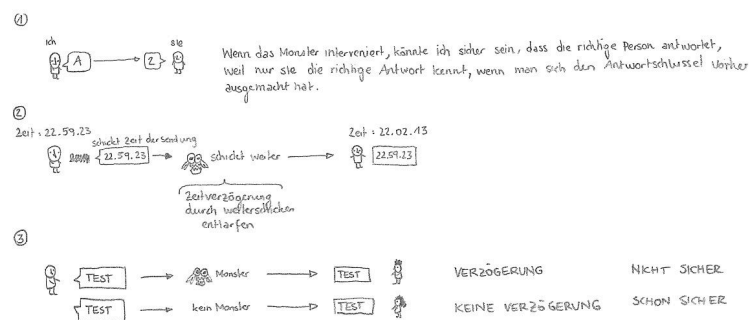 ①
ich sie
A 2
Wenn das Monster interveniert, könnte ich sicher sein, dass die richtige Person antwortet,
weil nur sie die richtige Antwort kennt, wenn man sich den Antwortschlüssel vorher
ausgemacht hat.
②
Zeit : 22.59.23 Zeit : 22.02.13
schickt Zeit der sendung
22.59.23 schickt weiter 22.59.23
Zeitverzögerung
durch weiterschicken
entlarfen
③
TEST Monster TEST VERZÖGERUNG NICHT SICHER
TEST kein Monster TEST KEINE VERZÖGERUNG SCHON SICHER